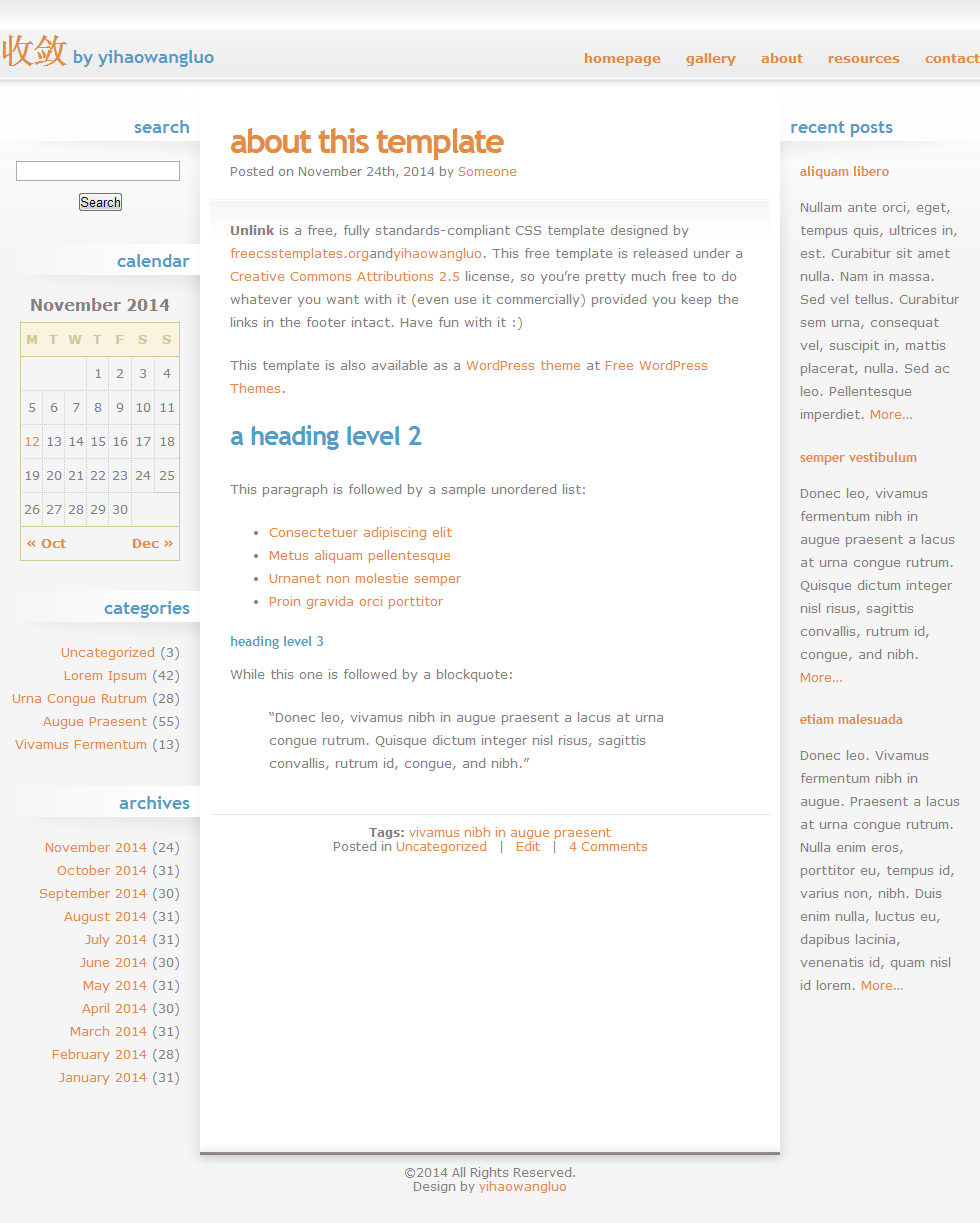 收敛 by yihaowangluo
homepage gallery about resources contact
search
Search
calendar
November 2014
M T W T F S S
1 2 3 4
5 6 7 8 9 10 11
12 13 14 15 16 17 18
19 20 21 22 23 24 25
26 27 28 29 30
« Oct Dec »
categories
Uncategorized (3)
Lorem Ipsum (42)
Urna Congue Rutrum (28)
Augue Praesent (55)
Vivamus Fermentum (13)
archives
November 2014 (24)
October 2014 (31)
September 2014 (30)
August 2014 (31)
July 2014 (31)
June 2014 (30)
May 2014 (31)
April 2014 (30)
March 2014 (31)
February 2014 (28)
January 2014 (31)
about this template
Posted on November 24th, 2014 by Someone
Unlink is a free, fully standards-compliant CSS template designed by
freecsstemplates.organdyihaowangluo. This free template is released under a
Creative Commons Attributions 2.5 license, so you’re pretty much free to do
whatever you want with it (even use it commercially) provided you keep the
links in the footer intact. Have fun with it :)
This template is also available as a WordPress theme at Free WordPress
Themes.
a heading level 2
This paragraph is followed by a sample unordered list:
• Consectetuer adipiscing elit
• Metus aliquam pellentesque
• Urnanet non molestie semper
• Proin gravida orci porttitor
heading level 3
While this one is followed by a blockquote:
“Donec leo, vivamus nibh in augue praesent a lacus at urna
congue rutrum. Quisque dictum integer nisl risus, sagittis
convallis, rutrum id, congue, and nibh.”
Tags: vivamus nibh in augue praesent
Posted in Uncategorized | Edit | 4 Comments
recent posts
aliquam libero
Nullam ante orci, eget,
tempus quis, ultrices in,
est. Curabitur sit amet
nulla. Nam in massa.
Sed vel tellus. Curabitur
sem urna, consequat
vel, suscipit in, mattis
placerat, nulla. Sed ac
leo. Pellentesque
imperdiet. More…
semper vestibulum
Donec leo, vivamus
fermentum nibh in
augue praesent a lacus
at urna congue rutrum.
Quisque dictum integer
nisl risus, sagittis
convallis, rutrum id,
congue, and nibh.
More…
etiam malesuada
Donec leo. Vivamus
fermentum nibh in
augue. Praesent a lacus
at urna congue rutrum.
Nulla enim eros,
porttitor eu, tempus id,
varius non, nibh. Duis
enim nulla, luctus eu,
dapibus lacinia,
venenatis id, quam nisl
id lorem. More…
©2014 All Rights Reserved.
Design by yihaowangluo